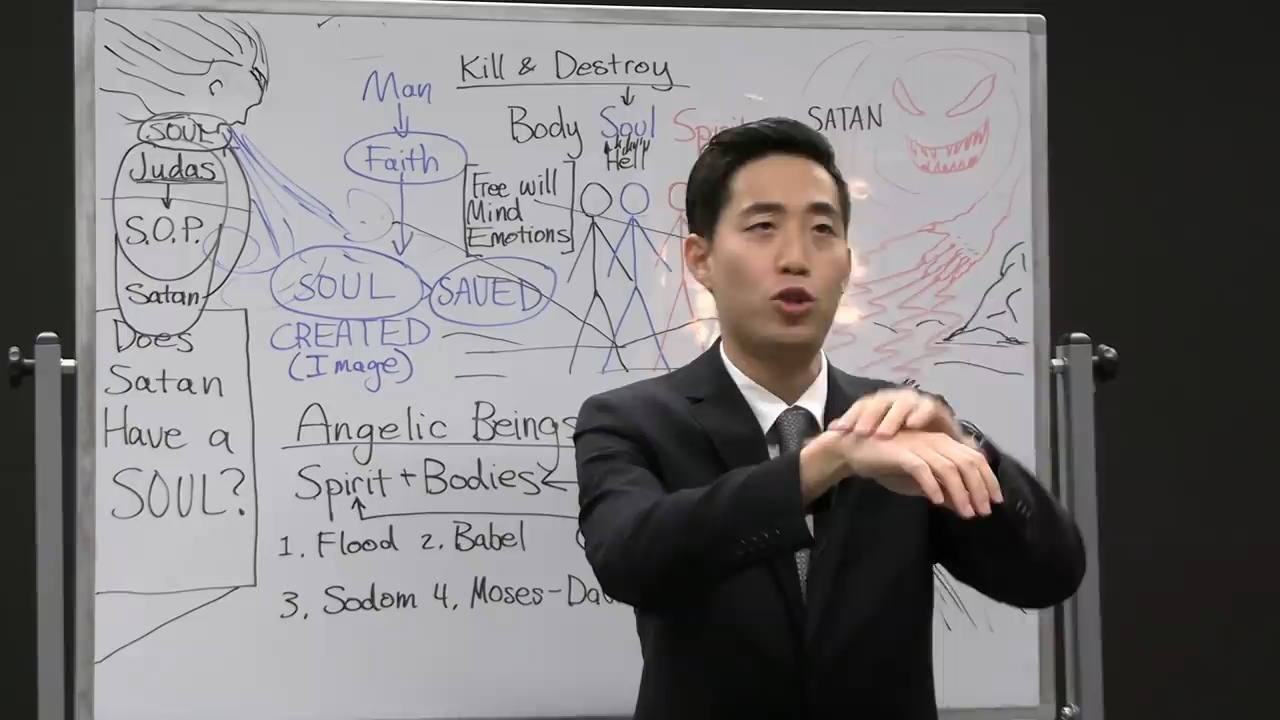 Kill & Destroy
Man
Body Soul
Hell
SATAN
Faith
Free will
Mind
Emotions
SOUL
Judas
S.O.P.
Satan
SOUL SAVED
CREATED
(Image)
Does
Satan
Have a
SOUL?
Angelic Beings
Spirit + Bodies
1. Flood 2. Babel
3. Sodom 4. Moses-